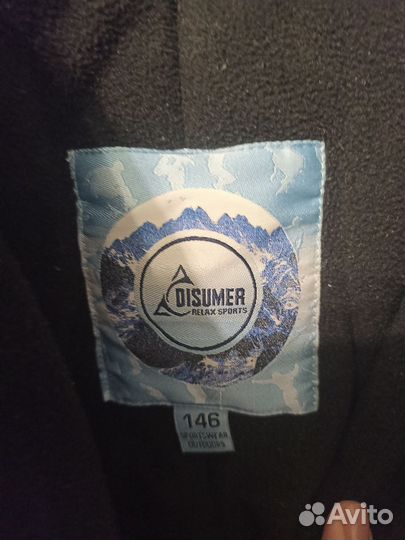 DISUMER
RELAX SPORTS
146
SPORTSWEAR
OUTDOORS
Avito